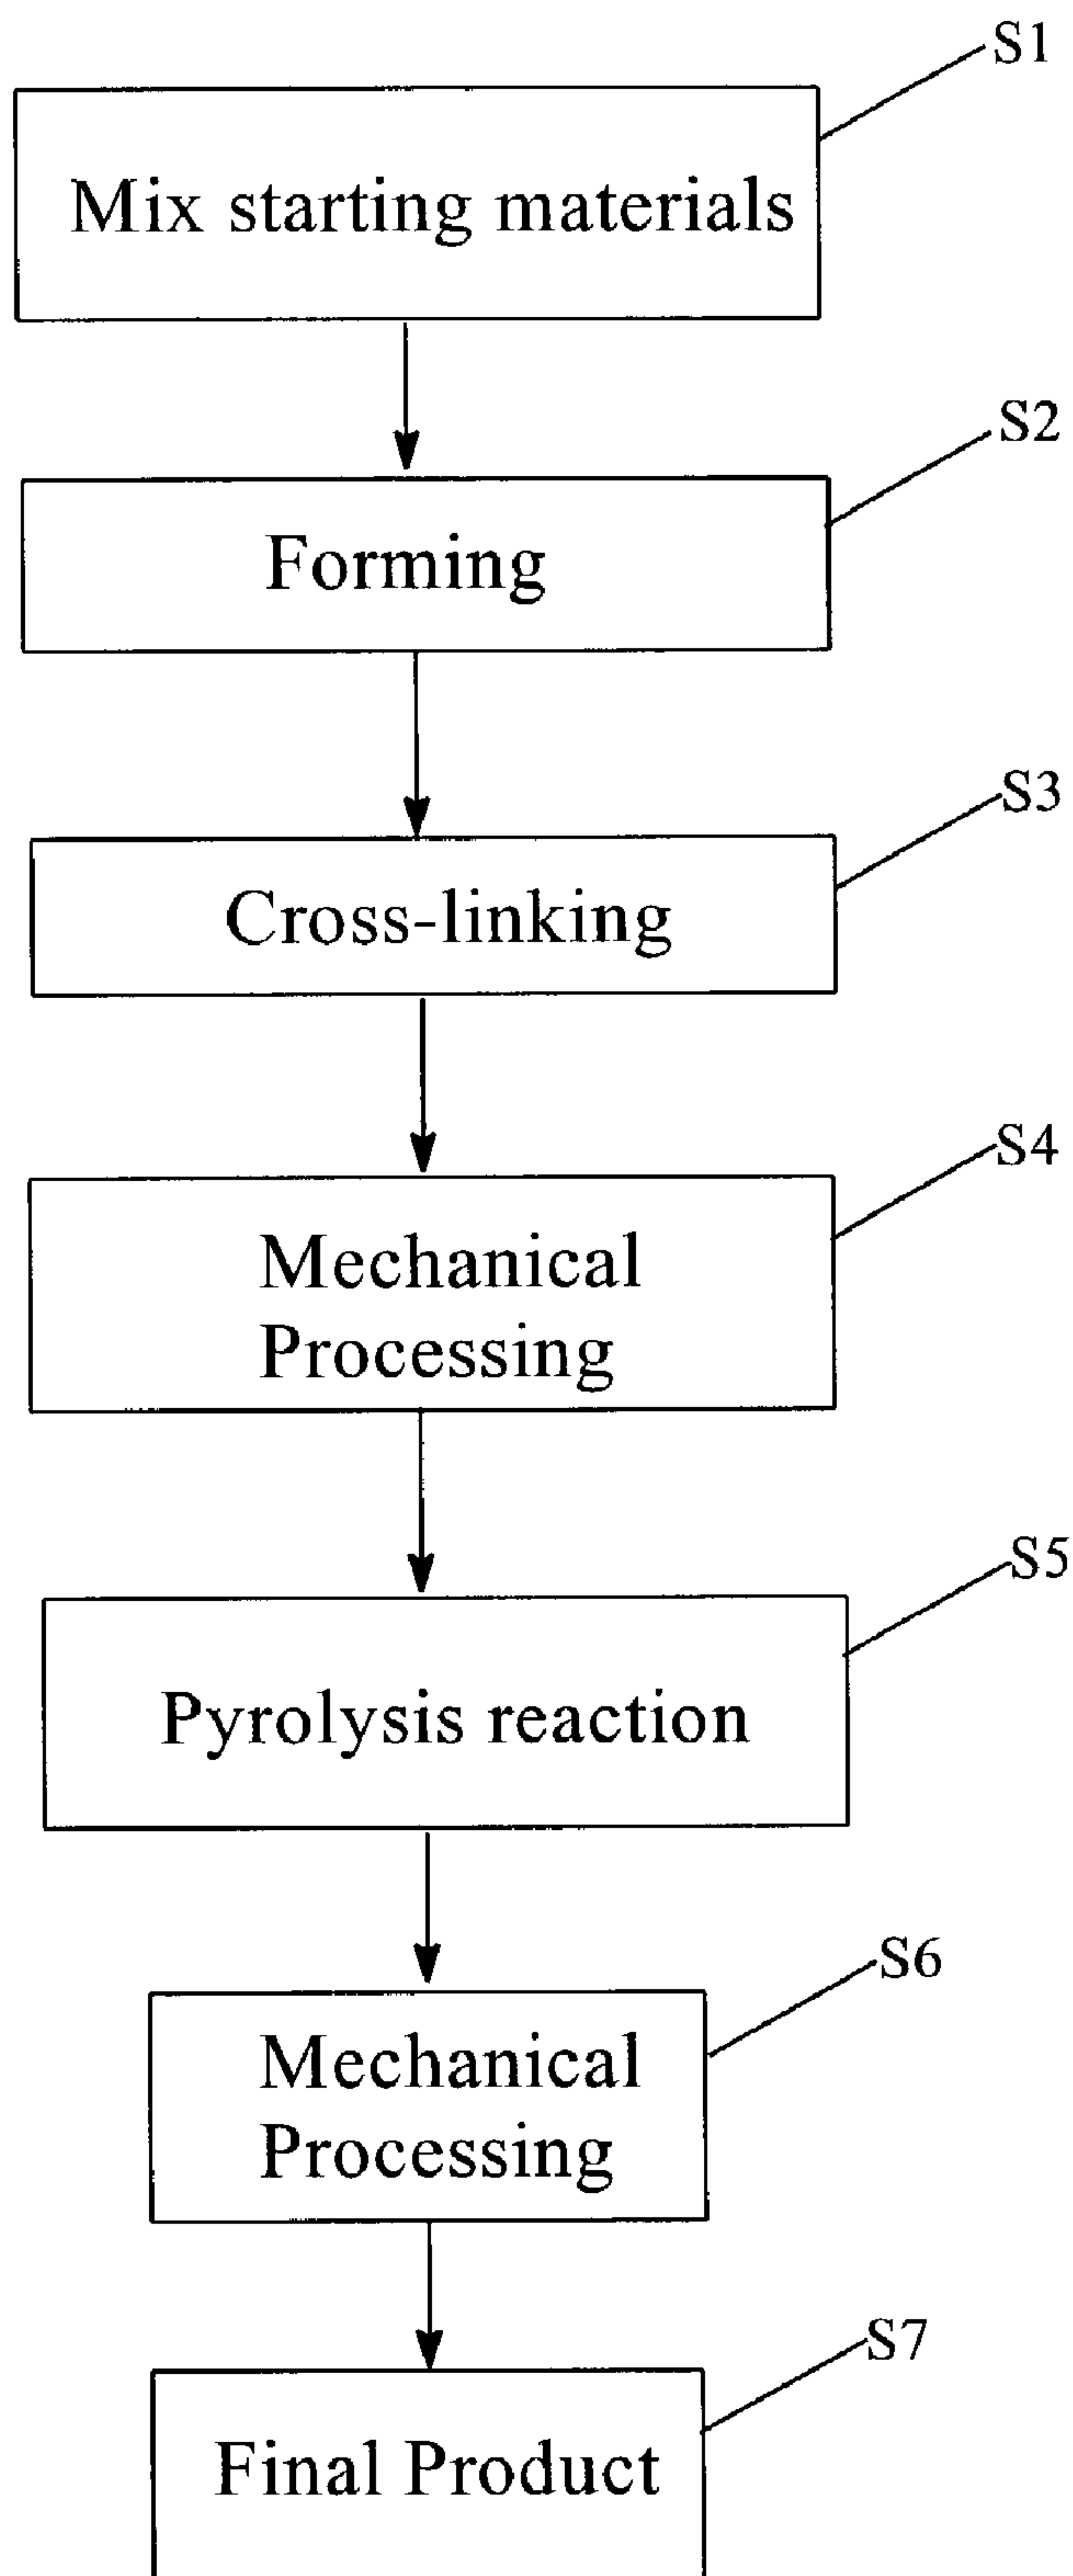 S1
Mix starting materials
S2
Forming
S3
Cross-linking
S4
Mechanical
Processing
S5
Pyrolysis reaction
S6
Mechanical
Processing
S7
Final Product